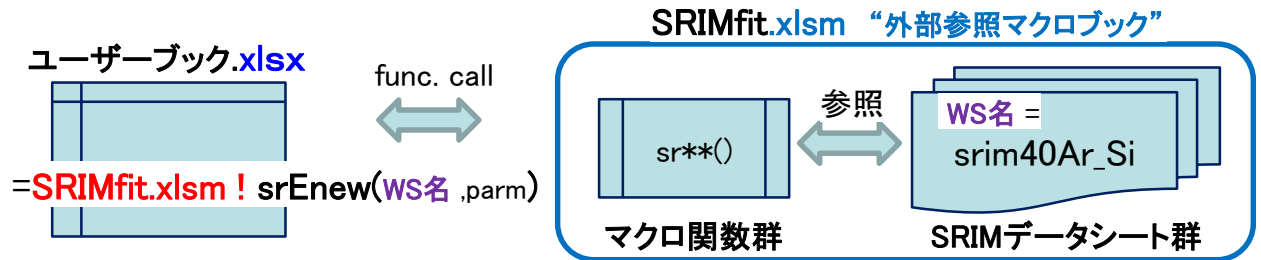 SRIMfit.xlsm “外部参照マクロブック”
ユーザーブック.xlsx
func. call
=SRIMfit.xlsm！srEnew(WS名 ,parm)
sr**()
参照
WS名 =
srim40Ar_Si
マクロ関数群
SRIMデータシート群